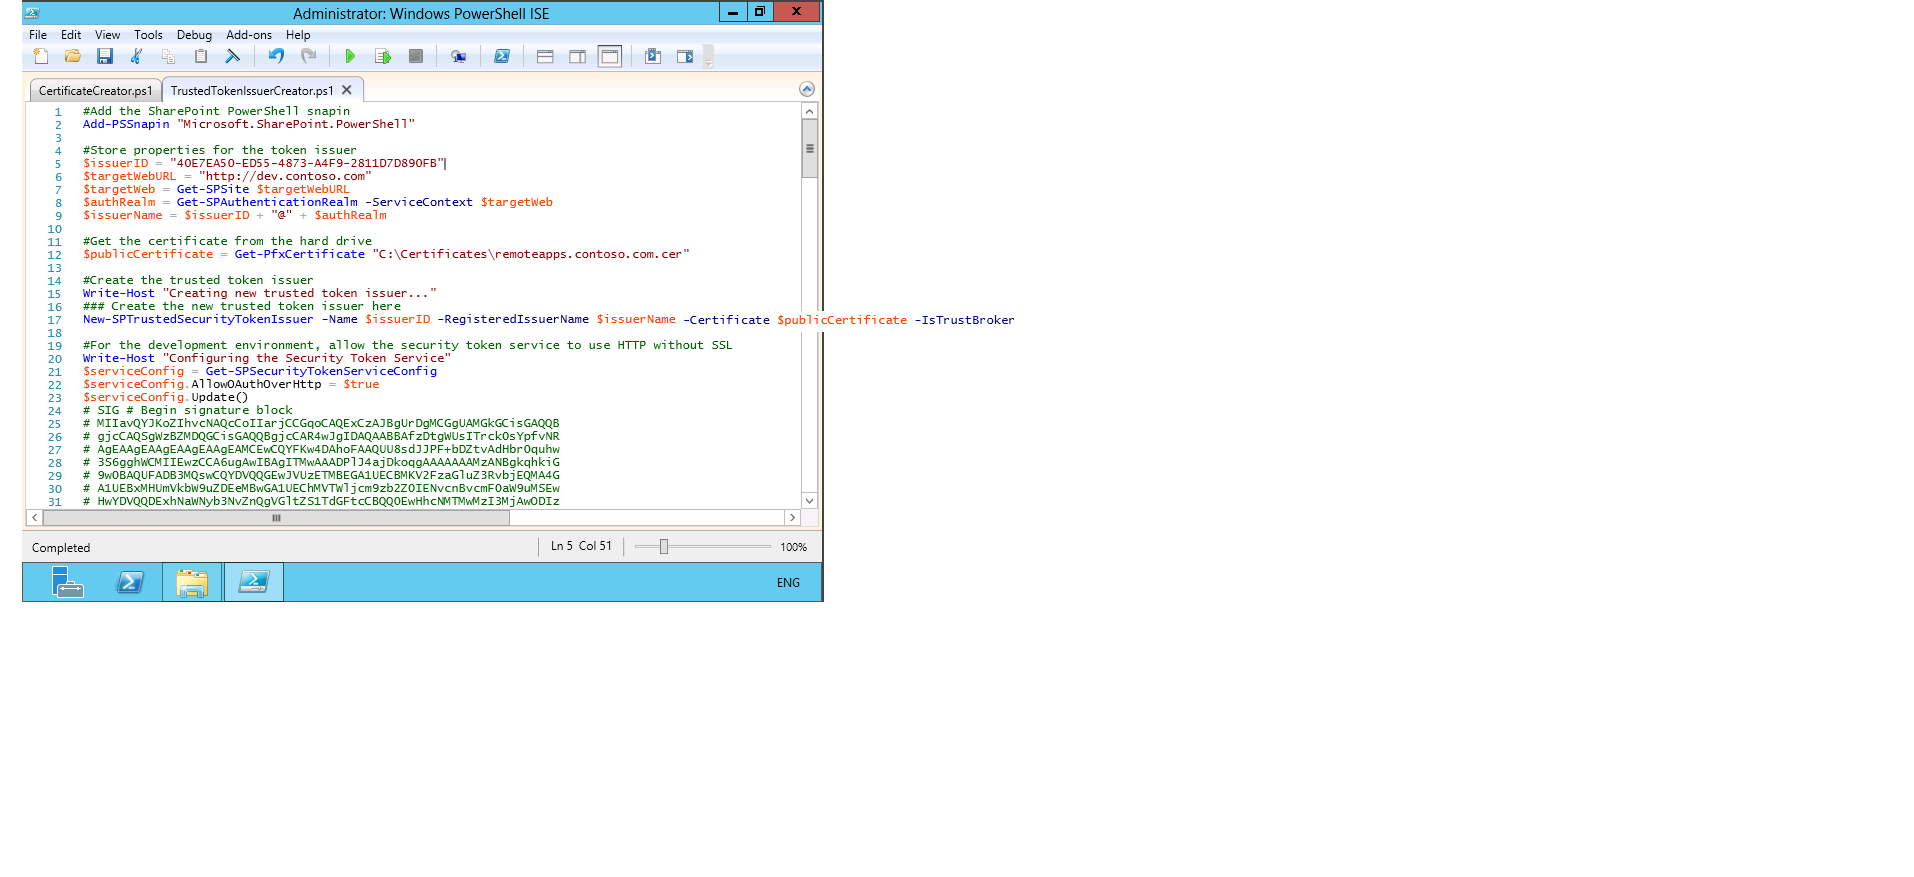 Administrator: Windows PowerShell ISE
File Edit View Tools Debug Add-ons Help
CertificateCreator.ps1 TrustedTokenIssuerCreator.ps1
1 #Add the SharePoint PowerShell snapin
2 Add-PSSnapin "Microsoft.SharePoint.PowerShell"
3
4 #Store properties for the token issuer
5 $issuerID = "40E7EA50-ED55-4873-A4F9-2811D7D890FB"
6 $targetWebURL = "http://dev.contoso.com"
7 $targetWeb = Get-SPSite $targetWebURL
8 $authRealm = Get-SPAuthenticationRealm -ServiceContext $targetWeb
9 $issuerName = $issuerID + "@" + $authRealm
10
11 #Get the certificate from the hard drive
12 $publicCertificate = Get-PfxCertificate "C:\Certificates\remoteapps.contoso.com.cer"
13
14 #Create the trusted token issuer
15 Write-Host "Creating new trusted token issuer..."
16 ### Create the new trusted token issuer here
17 New-SPTrustedSecurityTokenIssuer -Name $issuerID -RegisteredIssuerName $issuerName -Certificate $publicCertificate -IsTrustBroker
18
19 #For the development environment, allow the security token service to use HTTP without SSL
20 Write-Host "Configuring the Security Token Service"
21 $serviceConfig = Get-SPSecurityTokenServiceConfig
22 $serviceConfig.AllowOAuthOverHttp = $true
23 $serviceConfig.Update()
24 # SIG # Begin signature block
25 # MIIavQYJKoZIhvcNAQcCoIIarjCCGqoCAQExCzAJBgUrDgMCGgUAMGkGCisGAQQB
26 # gjcCAQSgWzBZMDQGCisGAQQBgjcCAR4wJgIDAQAABBAfzDtgWUsITrckOsYpfvNR
27 # AgEAAgEAAgEAAgEAAgEAMCEwCQYFKw4DAhoFAAQUU8sdJJPF+bDZtvAdHbrOquhw
28 # 3S6gghWCMIIEwzCCA6ugAwIBAgITMwAAADPlJ4ajDkoqgAAAAAAAMzANBgkqhkiG
29 # 9w0BAQUFADB3MQswCQYDVQQGEwJVUzETMBEGA1UECBMKV2FzaGluZ3RvbjEQMA4G
30 # A1UEBxMHUmVkbW9uZDEeMBwGA1UEChMVTWljcm9zb2Z0IENvcnBvcmF0aW9uMSEw
31 # HwYDVQQDExhNaWNyb3NvZnQgVGltZS1TdGFtcCBQQ0EwHhcNMTMwMzI3MjAwODIz
Completed Ln 5 Col 51 100%
ENG